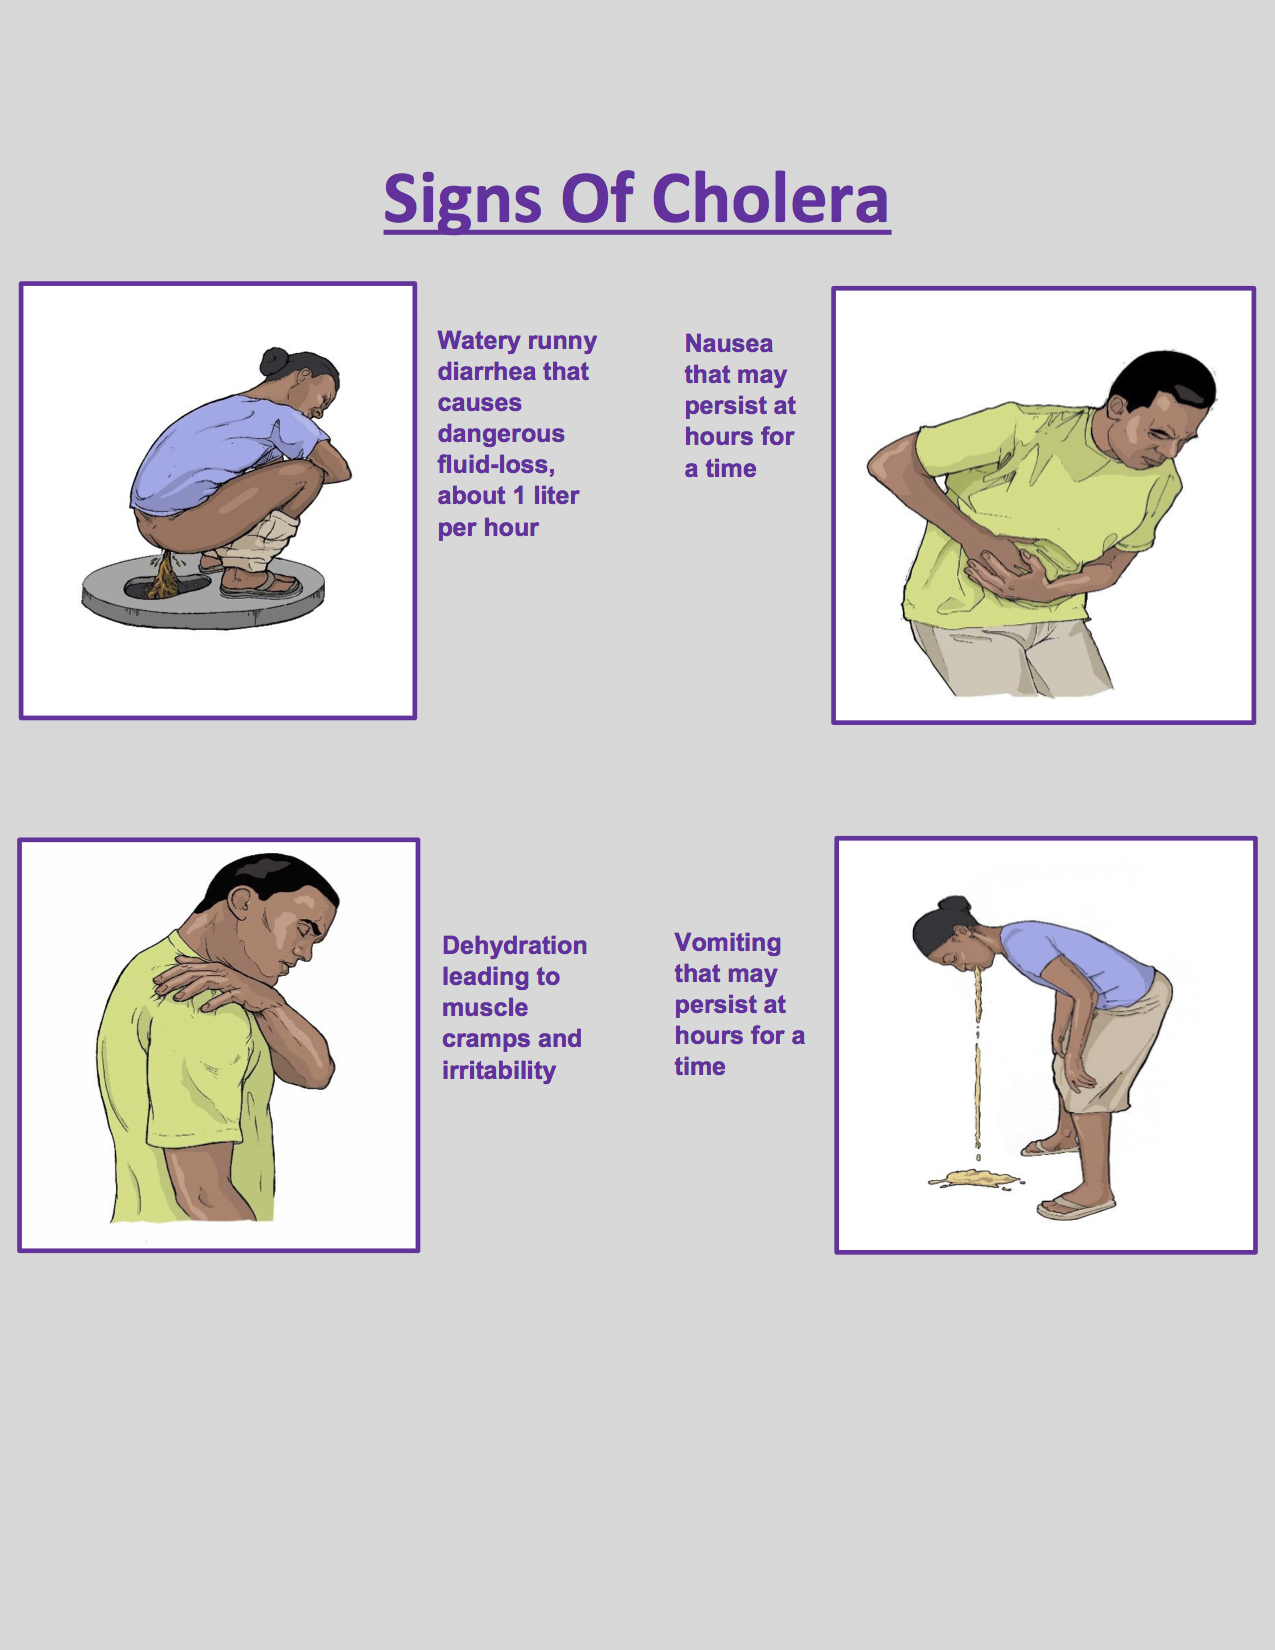 Signs Of Cholera
Watery runny
diarrhea that
causes
dangerous
fluid-loss,
about 1 liter
per hour
Nausea
that may
persist at
hours for
a time
Dehydration
leading to
muscle
cramps and
irritability
Vomiting
that may
persist at
hours for a
time